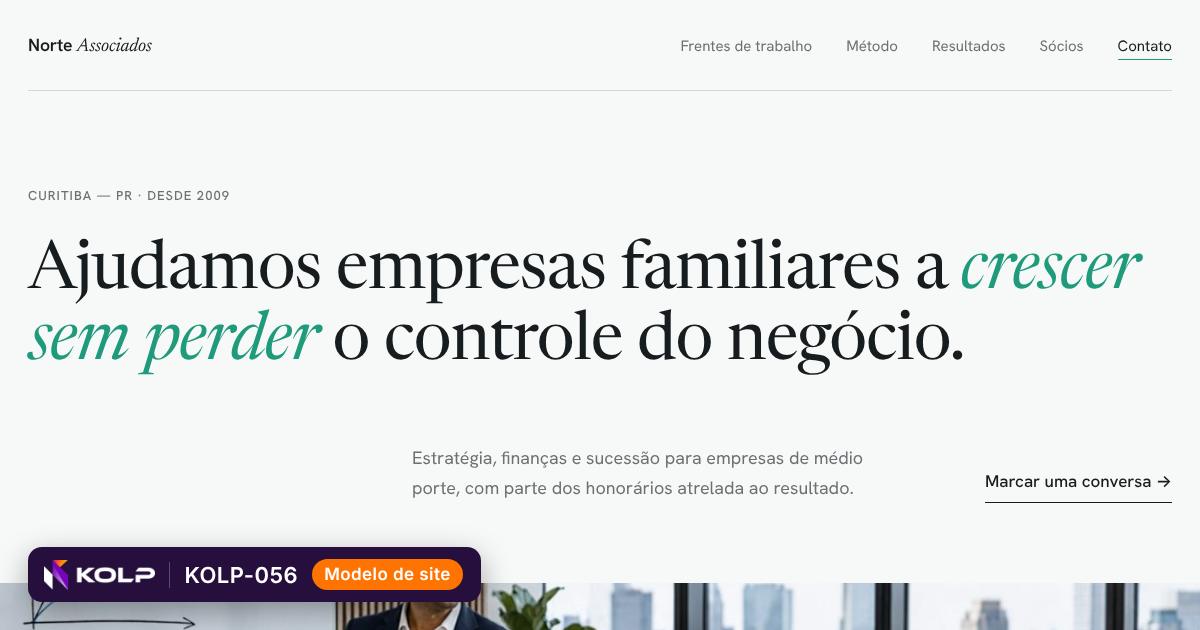 Norte Associados
Frentes de trabalho
Método
Resultados
Sócios
Contato
CURITIBA — PR · DESDE 2009
Ajudamos empresas familiares a crescer
sem perder o controle do negócio.
Estratégia, finanças e sucessão para empresas de médio
porte, com parte dos honorários atrelada ao resultado.
Marcar uma conversa →
KOLP
KOLP-056
Modelo de site